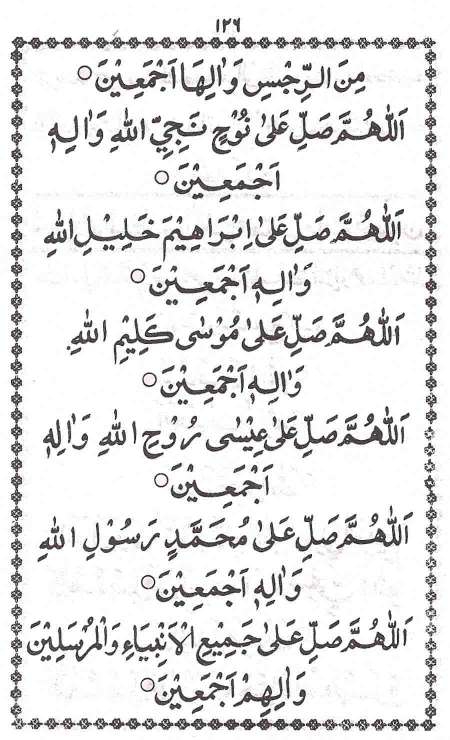 ١٢٦
مِنَ الرِّجْسِ وَاٰلِهَا اَجْمَعِيْنَ ○
اَللّٰهُمَّ صَلِّ عَلٰى نُوْحٍ نَجِيِّ اللّٰهِ وَاٰلِهٖ
اَجْمَعِيْنَ ○
اَللّٰهُمَّ صَلِّ عَلٰى اِبْرَاهِيْمَ خَلِيْلِ اللّٰهِ
وَاٰلِهٖ اَجْمَعِيْنَ ○
اَللّٰهُمَّ صَلِّ عَلٰى مُوْسٰى كَلِيْمِ اللّٰهِ
وَاٰلِهٖ اَجْمَعِيْنَ ○
اَللّٰهُمَّ صَلِّ عَلٰى عِيْسٰى رُوْحِ اللّٰهِ وَاٰلِهٖ
اَجْمَعِيْنَ ○
اَللّٰهُمَّ صَلِّ عَلٰى مُحَمَّدٍ رَسُوْلِ اللّٰهِ
وَاٰلِهٖ اَجْمَعِيْنَ ○
اَللّٰهُمَّ صَلِّ عَلٰى جَمِيْعِ الْاَنْبِيَاءِ وَالْمُرْسَلِيْنَ
وَاٰلِهِمْ اَجْمَعِيْنَ ○